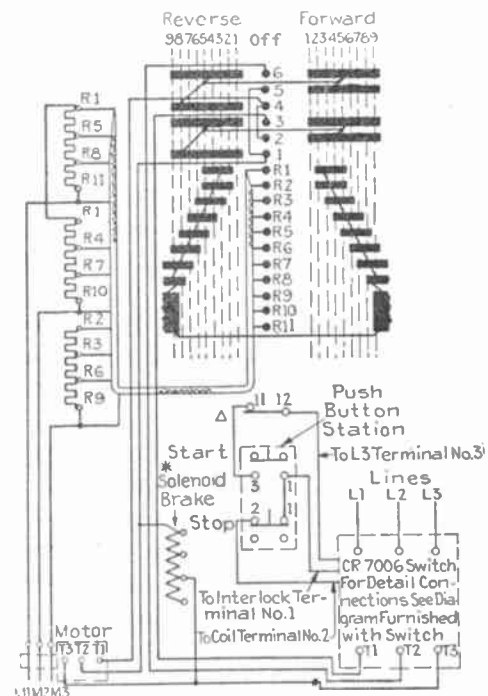 Reverse Forward
987654321 Off 123456789
6
5
4
3
2
1
R1
R2
R3
R4
R5
R6
R7
R8
R9
R10
R11
R1
R5
R8
R11
R1
R4
R7
R10
R2
R3
R6
R9
Δ 11 12
Push
Button
Station
Start
To L3 Terminal No.3
3 1
2 1
Stop
* Solenoid
Brake
Lines
L1 L2 L3
CR 7006 Switch
For Detail Con-
nections See Dia-
gram Furnished
with Switch
T1 T2 T3
To Interlock Ter-
minal No.1
To Coil Terminal No.2
Motor
T3 T2 T1
M1 M2 M3